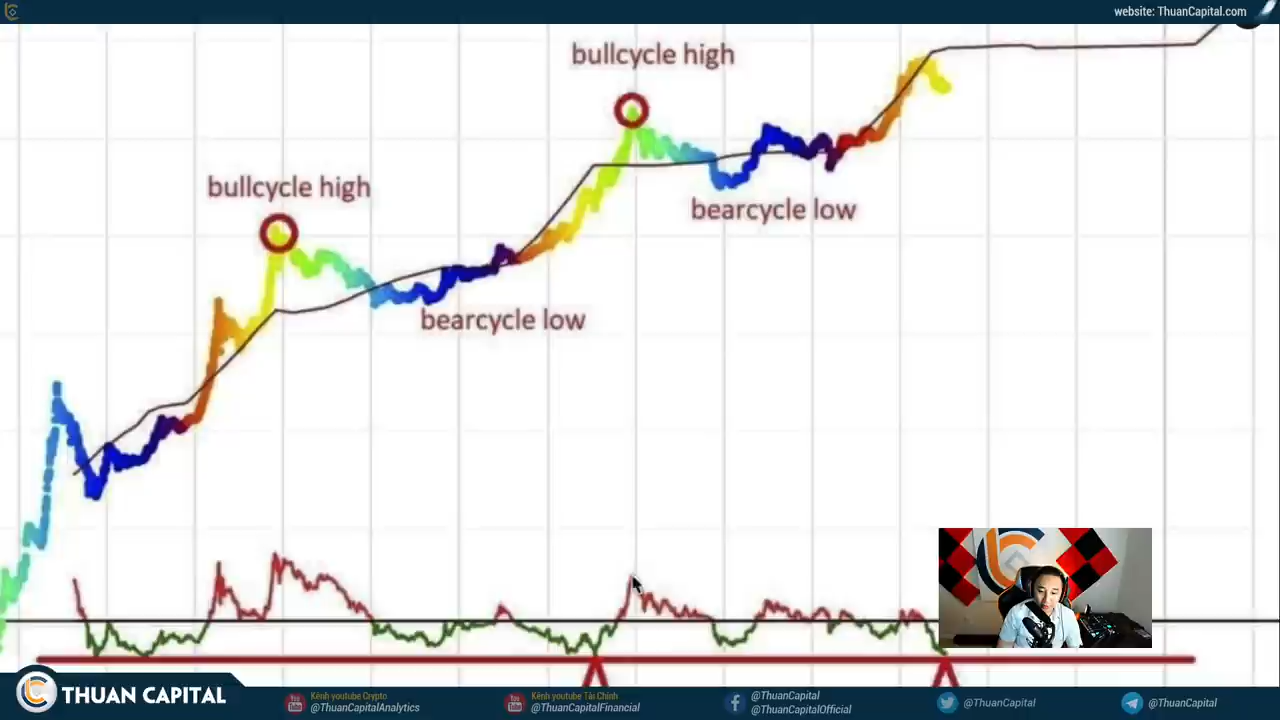 website: ThuanCapital.com
bullcycle high
bullcycle high
bearcycle low
bearcycle low
THUAN CAPITAL
Kênh youtube Crypto
@ThuanCapitalAnalytics
Kênh youtube Tài Chính
@ThuanCapitalFinancial
@ThuanCapital
@ThuanCapitalOfficial
@ThuanCapital
@ThuanCapital